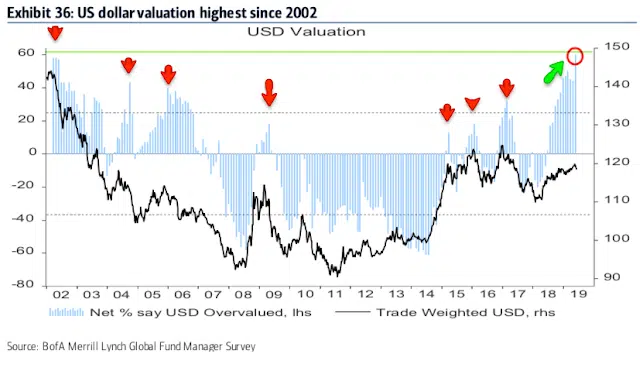 Exhibit 36: US dollar valuation highest since 2002
USD Valuation
60
40
20
0
-20
-40
-60
-80
150
140
130
120
110
100
90
02 03 04 05 06 07 08 09 10 11 12 13 14 15 16 17 18 19
Net % say USD Overvalued, lhs
Trade Weighted USD, rhs
Source: BofA Merrill Lynch Global Fund Manager Survey